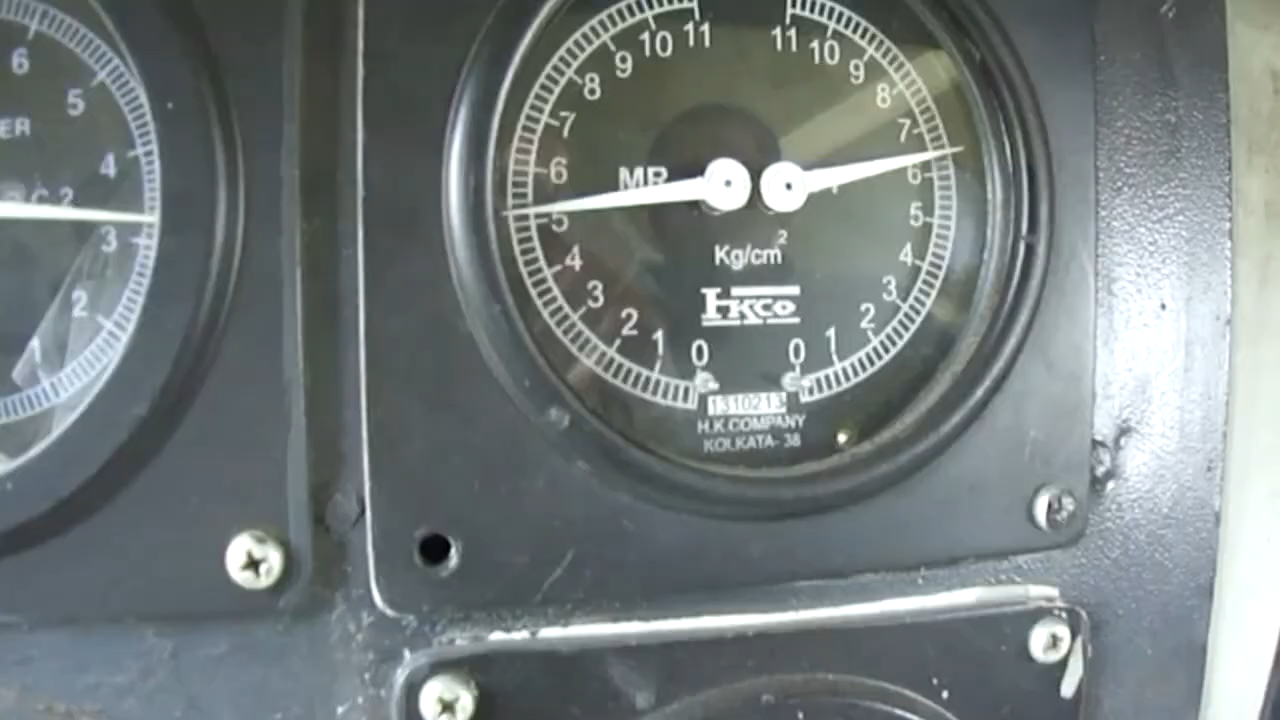 6
5
ER
4
C.2
3
2
1
11 11
10 10
9 9
8 8
7 7
6 6
MR
5 5
Kg/cm2
4 4
HKCo
3 3
2 2
1 1
0 0
1310213
H.K.COMPANY
KOLKATA- 38